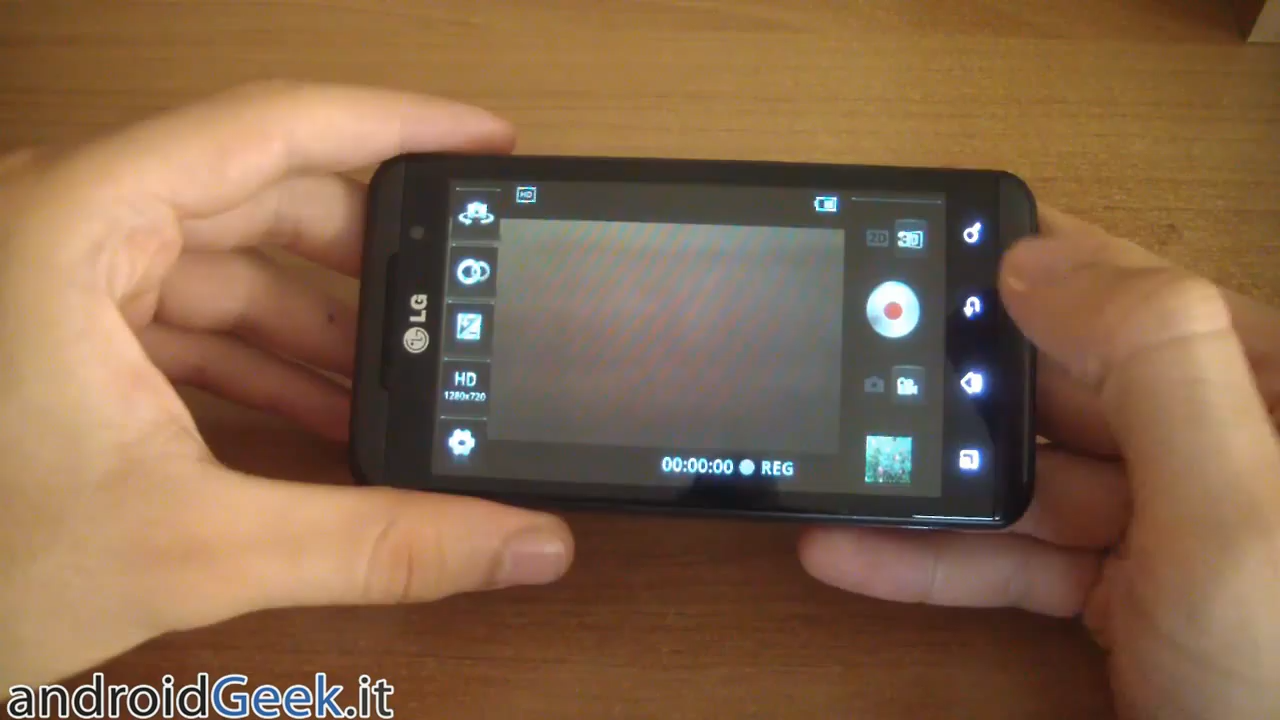 HD
2D 3D
LG
HD
1280x720
00:00:00 REG
androidGeek.it